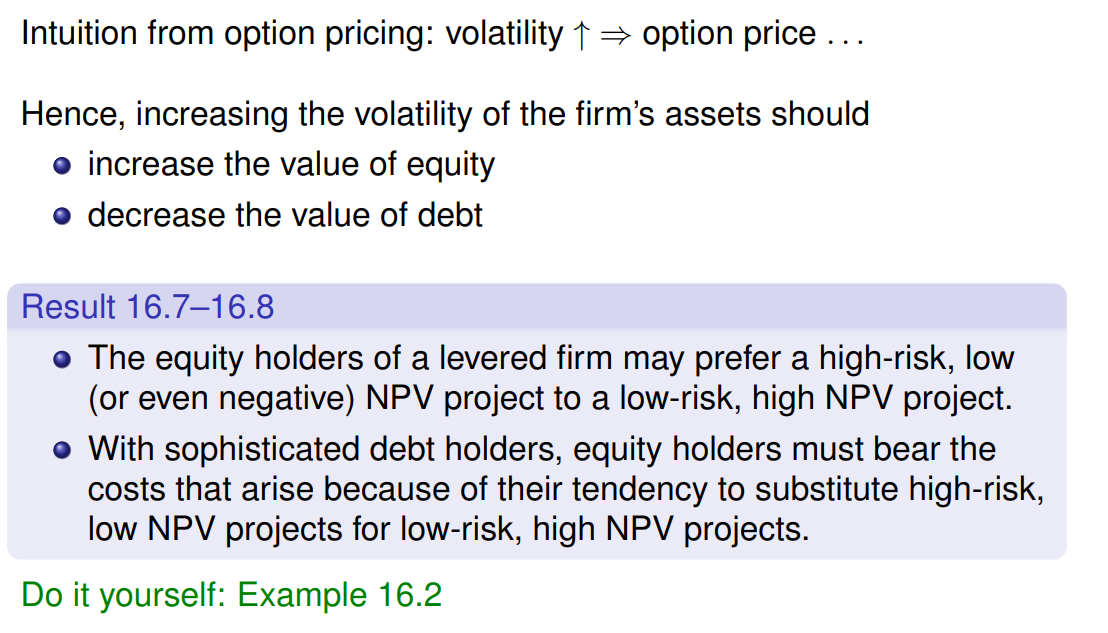 Intuition from option pricing: volatility ↑ ⇒ option price . . .
Hence, increasing the volatility of the firm's assets should
increase the value of equity
decrease the value of debt
Result 16.7–16.8
The equity holders of a levered firm may prefer a high-risk, low
(or even negative) NPV project to a low-risk, high NPV project.
With sophisticated debt holders, equity holders must bear the
costs that arise because of their tendency to substitute high-risk,
low NPV projects for low-risk, high NPV projects.
Do it yourself: Example 16.2